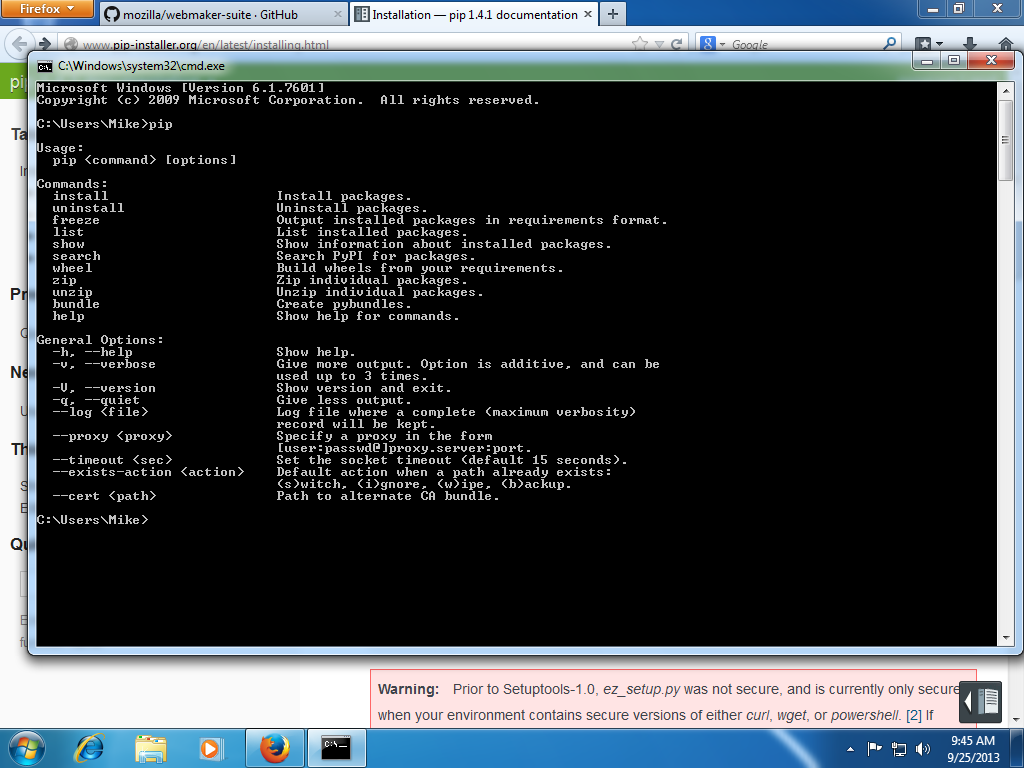 Firefox
mozilla/webmaker-suite · GitHub
Installation — pip 1.4.1 documentation
www.pip-installer.org/en/latest/installing.html
Google
C:\Windows\system32\cmd.exe
Microsoft Windows [Version 6.1.7601]
Copyright (c) 2009 Microsoft Corporation.  All rights reserved.
C:\Users\Mike>pip
Usage:
pip <command> [options]
Commands:
install Install packages.
uninstall Uninstall packages.
freeze Output installed packages in requirements format.
list List installed packages.
show Show information about installed packages.
search Search PyPI for packages.
wheel Build wheels from your requirements.
zip Zip individual packages.
unzip Unzip individual packages.
bundle Create pybundles.
help Show help for commands.
General Options:
-h, --help Show help.
-v, --verbose Give more output. Option is additive, and can be
used up to 3 times.
-V, --version Show version and exit.
-q, --quiet Give less output.
--log <file> Log file where a complete (maximum verbosity)
record will be kept.
--proxy <proxy> Specify a proxy in the form
[user:passwd@]proxy.server:port.
--timeout <sec> Set the socket timeout (default 15 seconds).
--exists-action <action> Default action when a path already exists:
(s)witch, (i)gnore, (w)ipe, (b)ackup.
--cert <path> Path to alternate CA bundle.
C:\Users\Mike>
Warning: Prior to Setuptools-1.0, ez_setup.py was not secure, and is currently only secure
when your environment contains secure versions of either curl, wget, or powershell. [2] If
9:45 AM
9/25/2013